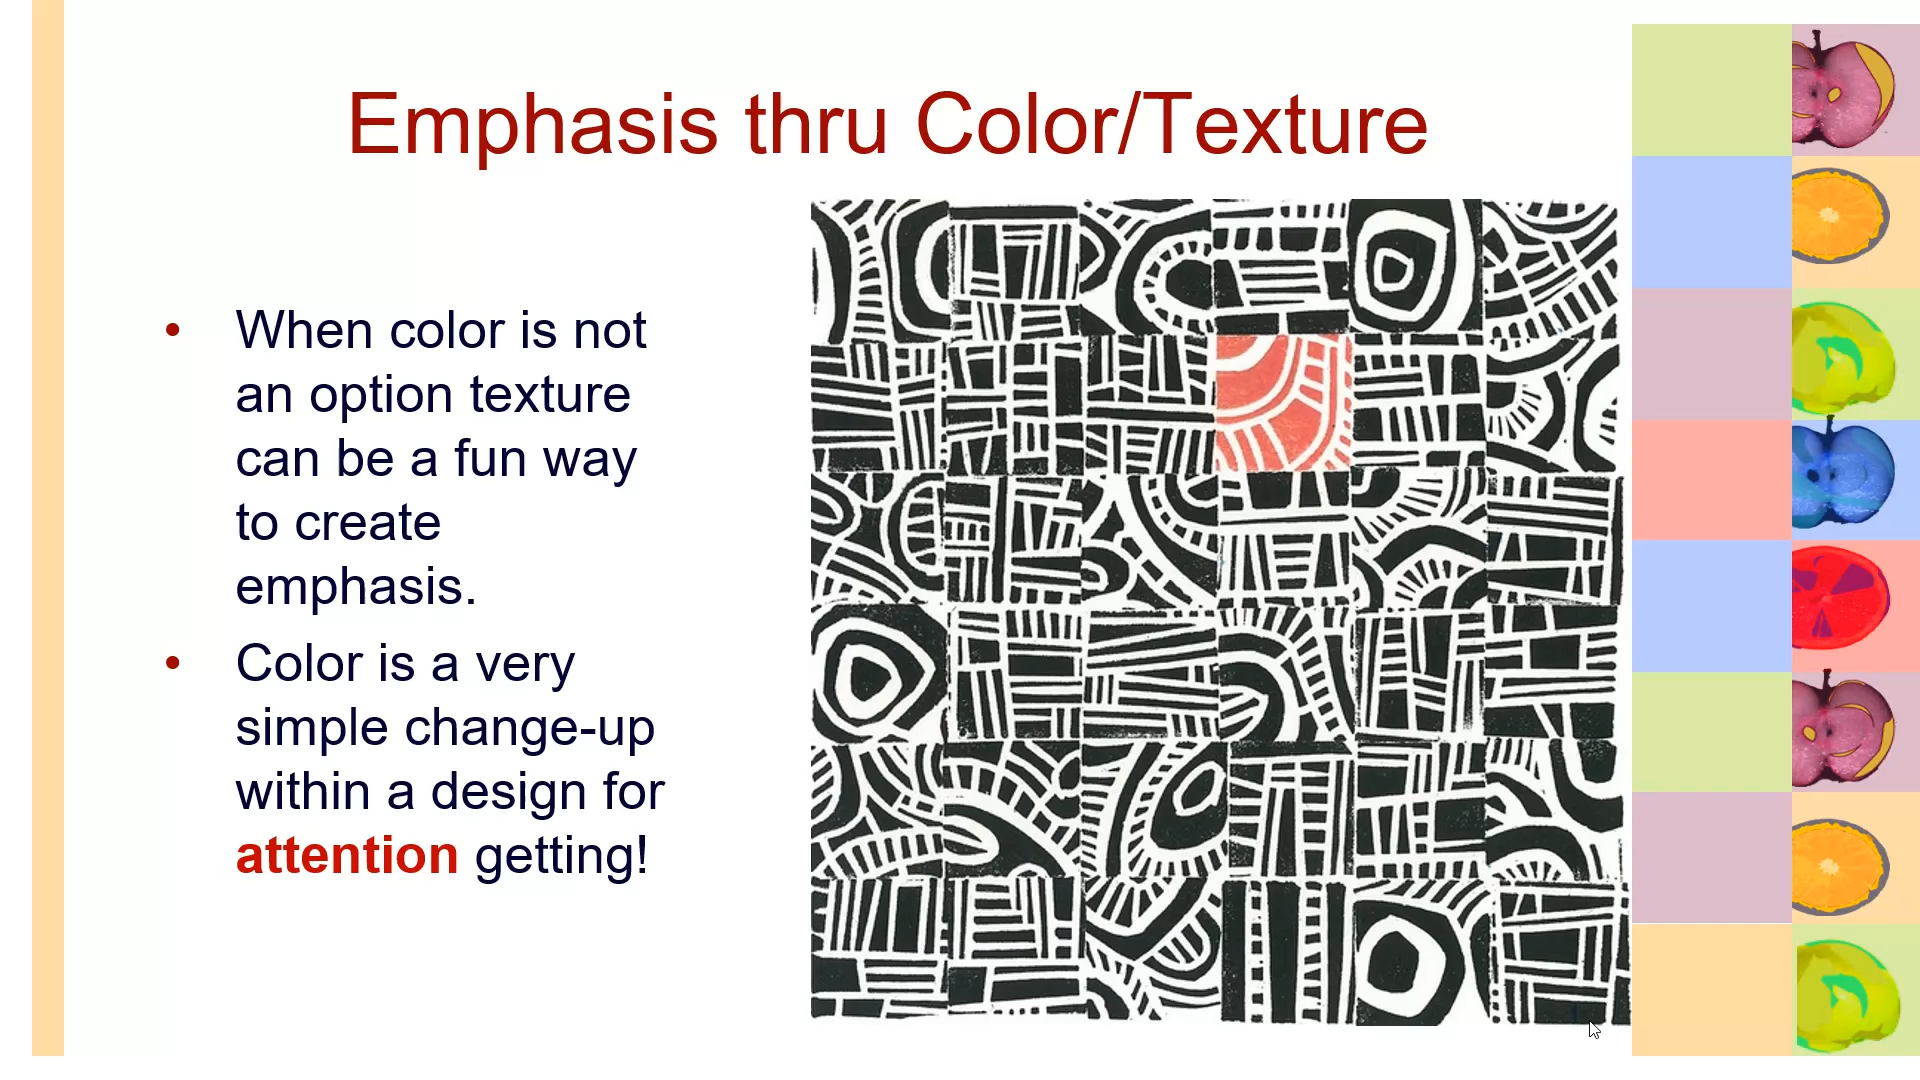 Emphasis thru Color/Texture
• When color is not
an option texture
can be a fun way
to create
emphasis.
• Color is a very
simple change-up
within a design for
attention getting!